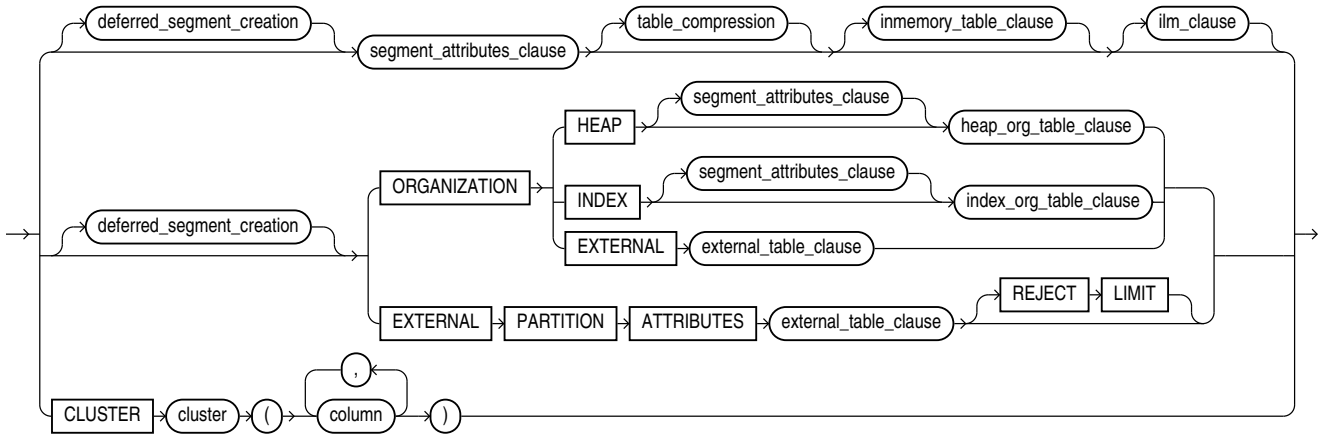 deferred_segment_creation table_compression inmemory_table_clause ilm_clause
segment_attributes_clause
segment_attributes_clause
HEAP heap_org_table_clause
segment_attributes_clause
ORGANIZATION
INDEX index_org_table_clause
deferred_segment_creation
EXTERNAL external_table_clause
REJECT LIMIT
EXTERNAL PARTITION ATTRIBUTES external_table_clause
,
CLUSTER cluster ( column )